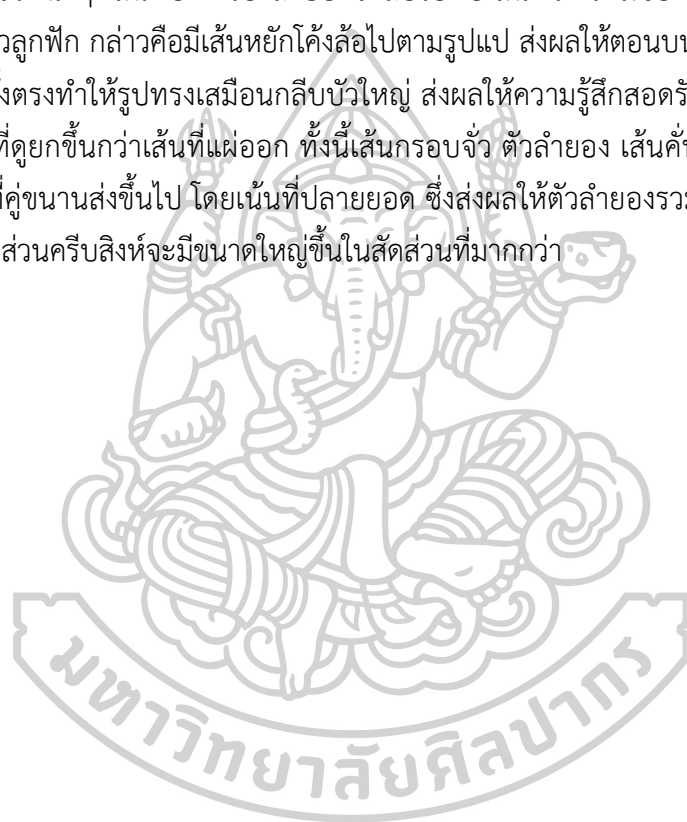 วลูกฟัก กล่าวคือมีเส้นหยักโค้งล้อไปตามรูปแป ส่งผลให้ตอนบน
ั้งตรงทำให้รูปทรงเสมือนกลีบบัวใหญ่ ส่งผลให้ความรู้สึกสอดรั
ที่ดูยกขึ้นกว่าเส้นที่แผ่ออก ทั้งนี้เส้นกรอบจั่ว ตัวลำยอง เส้นคั่น
ที่คู่ขนานส่งขึ้นไป โดยเน้นที่ปลายยอด ซึ่งส่งผลให้ตัวลำยองรวม
ส่วนครีบสิงห์จะมีขนาดใหญ่ขึ้นในสัดส่วนที่มากกว่า
มหาวิทยาลัยศิลปากร